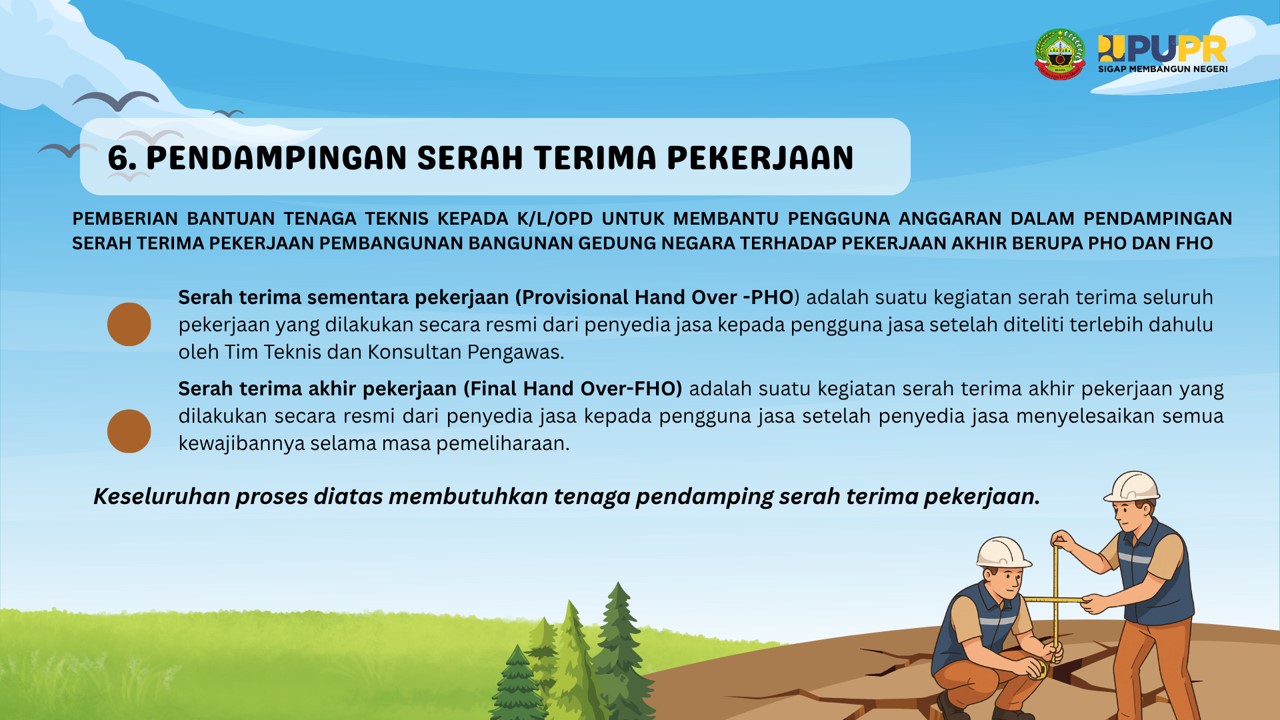 PUPR
SIGAP MEMBANGUN NEGERI
6. PENDAMPINGAN SERAH TERIMA PEKERJAAN
PEMBERIAN BANTUAN TENAGA TEKNIS KEPADA K/L/OPD UNTUK MEMBANTU PENGGUNA ANGGARAN DALAM PENDAMPINGAN
SERAH TERIMA PEKERJAAN PEMBANGUNAN BANGUNAN GEDUNG NEGARA TERHADAP PEKERJAAN AKHIR BERUPA PHO DAN FHO
Serah terima sementara pekerjaan (Provisional Hand Over -PHO) adalah suatu kegiatan serah terima seluruh
pekerjaan yang dilakukan secara resmi dari penyedia jasa kepada pengguna jasa setelah diteliti terlebih dahulu
oleh Tim Teknis dan Konsultan Pengawas.
Serah terima akhir pekerjaan (Final Hand Over-FHO) adalah suatu kegiatan serah terima akhir pekerjaan yang
dilakukan secara resmi dari penyedia jasa kepada pengguna jasa setelah penyedia jasa menyelesaikan semua
kewajibannya selama masa pemeliharaan.
Keseluruhan proses diatas membutuhkan tenaga pendamping serah terima pekerjaan.